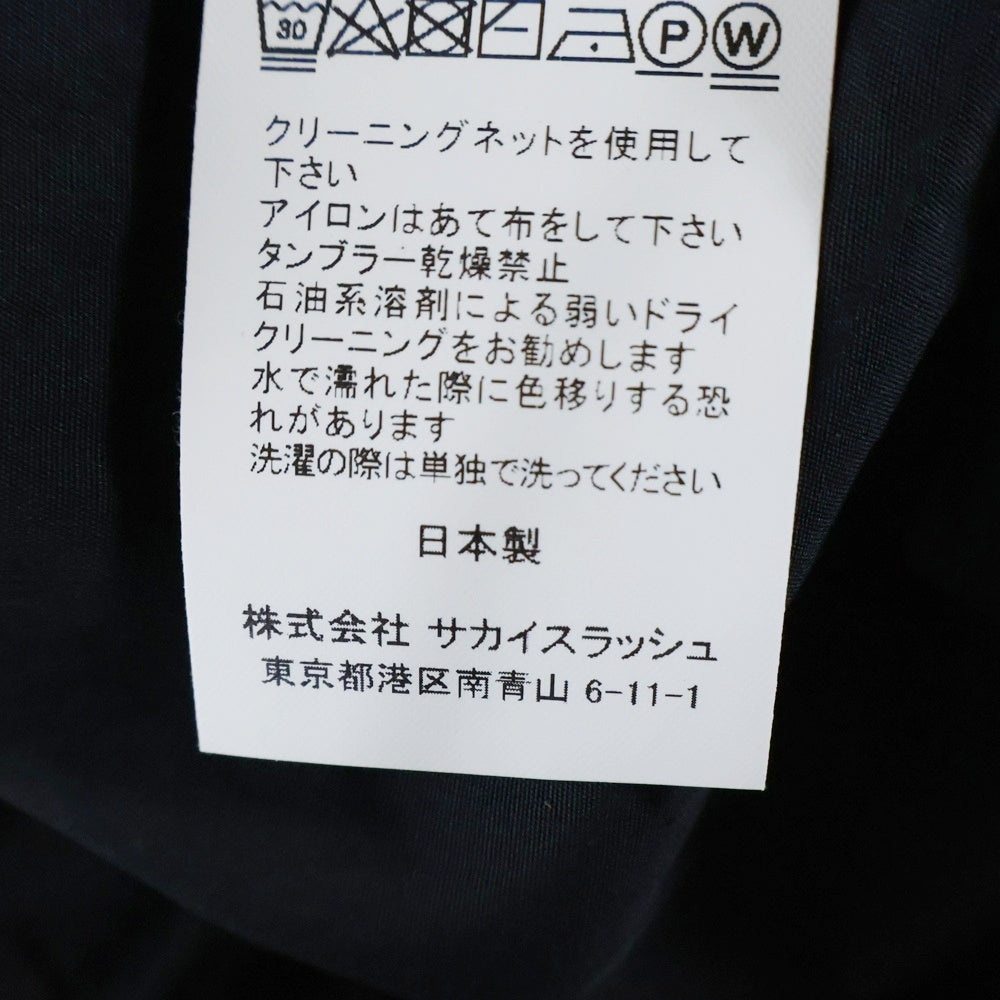 30 P W
クリーニングネットを使用して
下さい
アイロンはあて布をして下さい
タンブラー乾燥禁止
石油系溶剤による弱いドライ
クリーニングをお勧めします
水で濡れた際に色移りする恐
れがあります
洗濯の際は単独で洗ってください
日本製
株式会社 サカイスラッシュ
東京都港区南青山 6-11-1